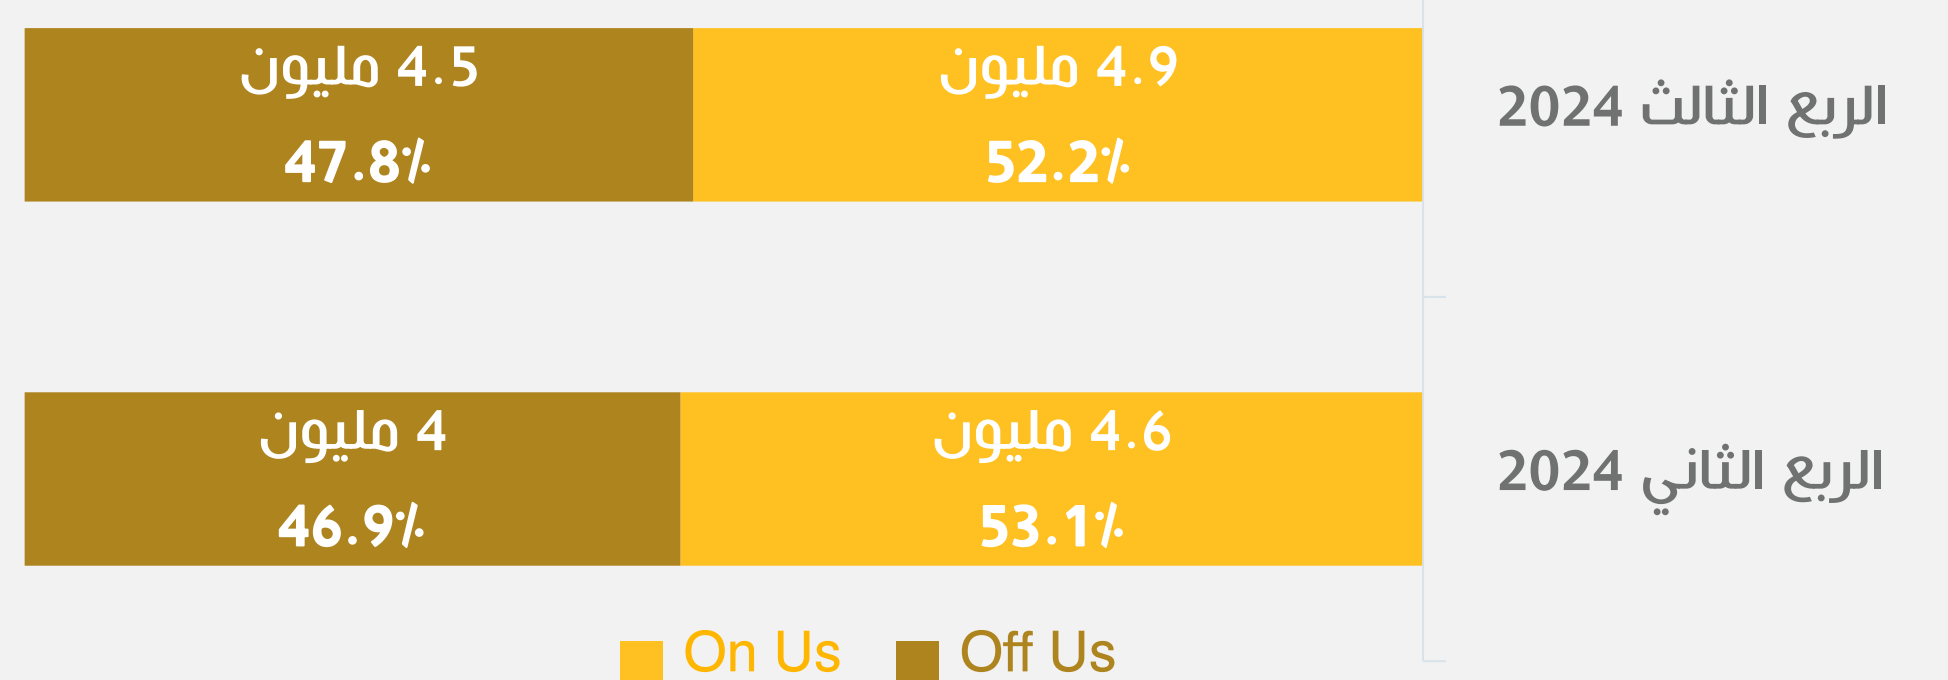 الربع الثالث 2024
4.9 مليون
52.2٪
4.5 مليون
47.8٪
الربع الثاني 2024
4.6 مليون
53.1٪
4 مليون
46.9٪
On Us
Off Us